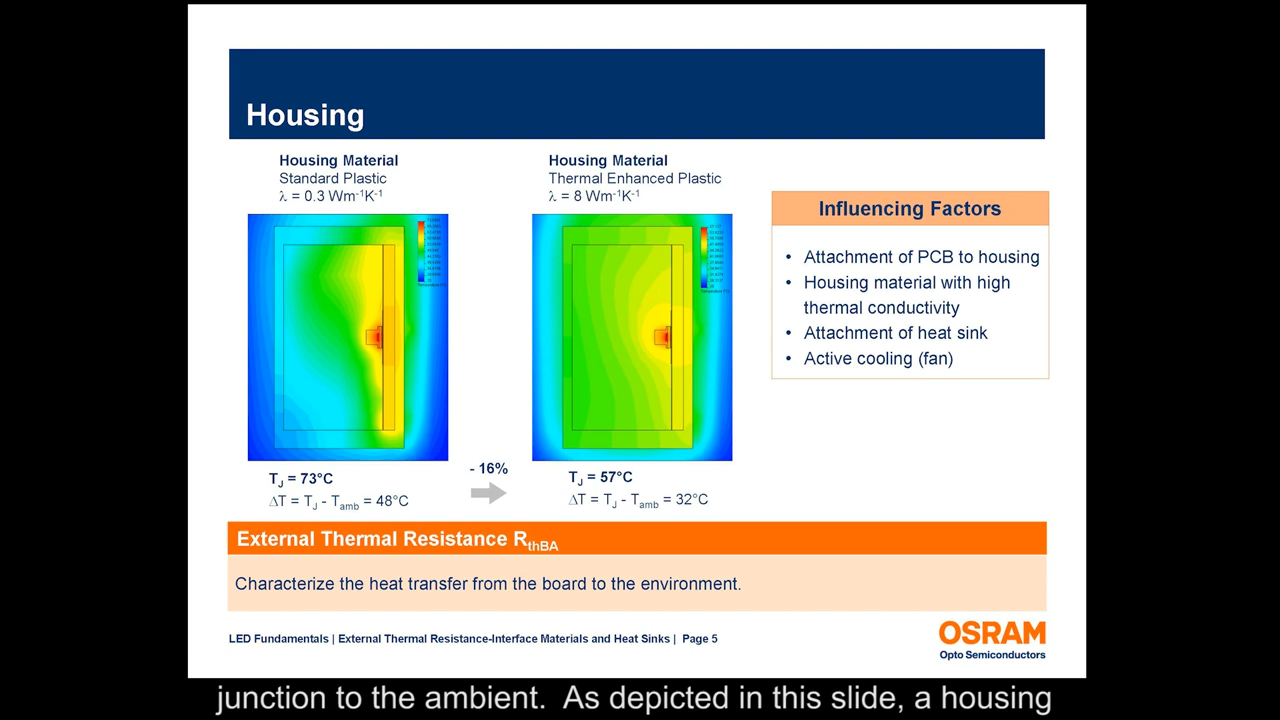 Housing
Housing Material
Standard Plastic
λ = 0.3 Wm-1K-1
Housing Material
Thermal Enhanced Plastic
λ = 8 Wm-1K-1
Influencing Factors
• Attachment of PCB to housing
• Housing material with high
thermal conductivity
• Attachment of heat sink
• Active cooling (fan)
TJ = 73°C
ΔT = TJ - Tamb = 48°C
- 16%
TJ = 57°C
ΔT = TJ - Tamb = 32°C
External Thermal Resistance RthBA
Characterize the heat transfer from the board to the environment.
LED Fundamentals | External Thermal Resistance-Interface Materials and Heat Sinks | Page 5
OSRAM
Opto Semiconductors
junction to the ambient. As depicted in this slide, a housing